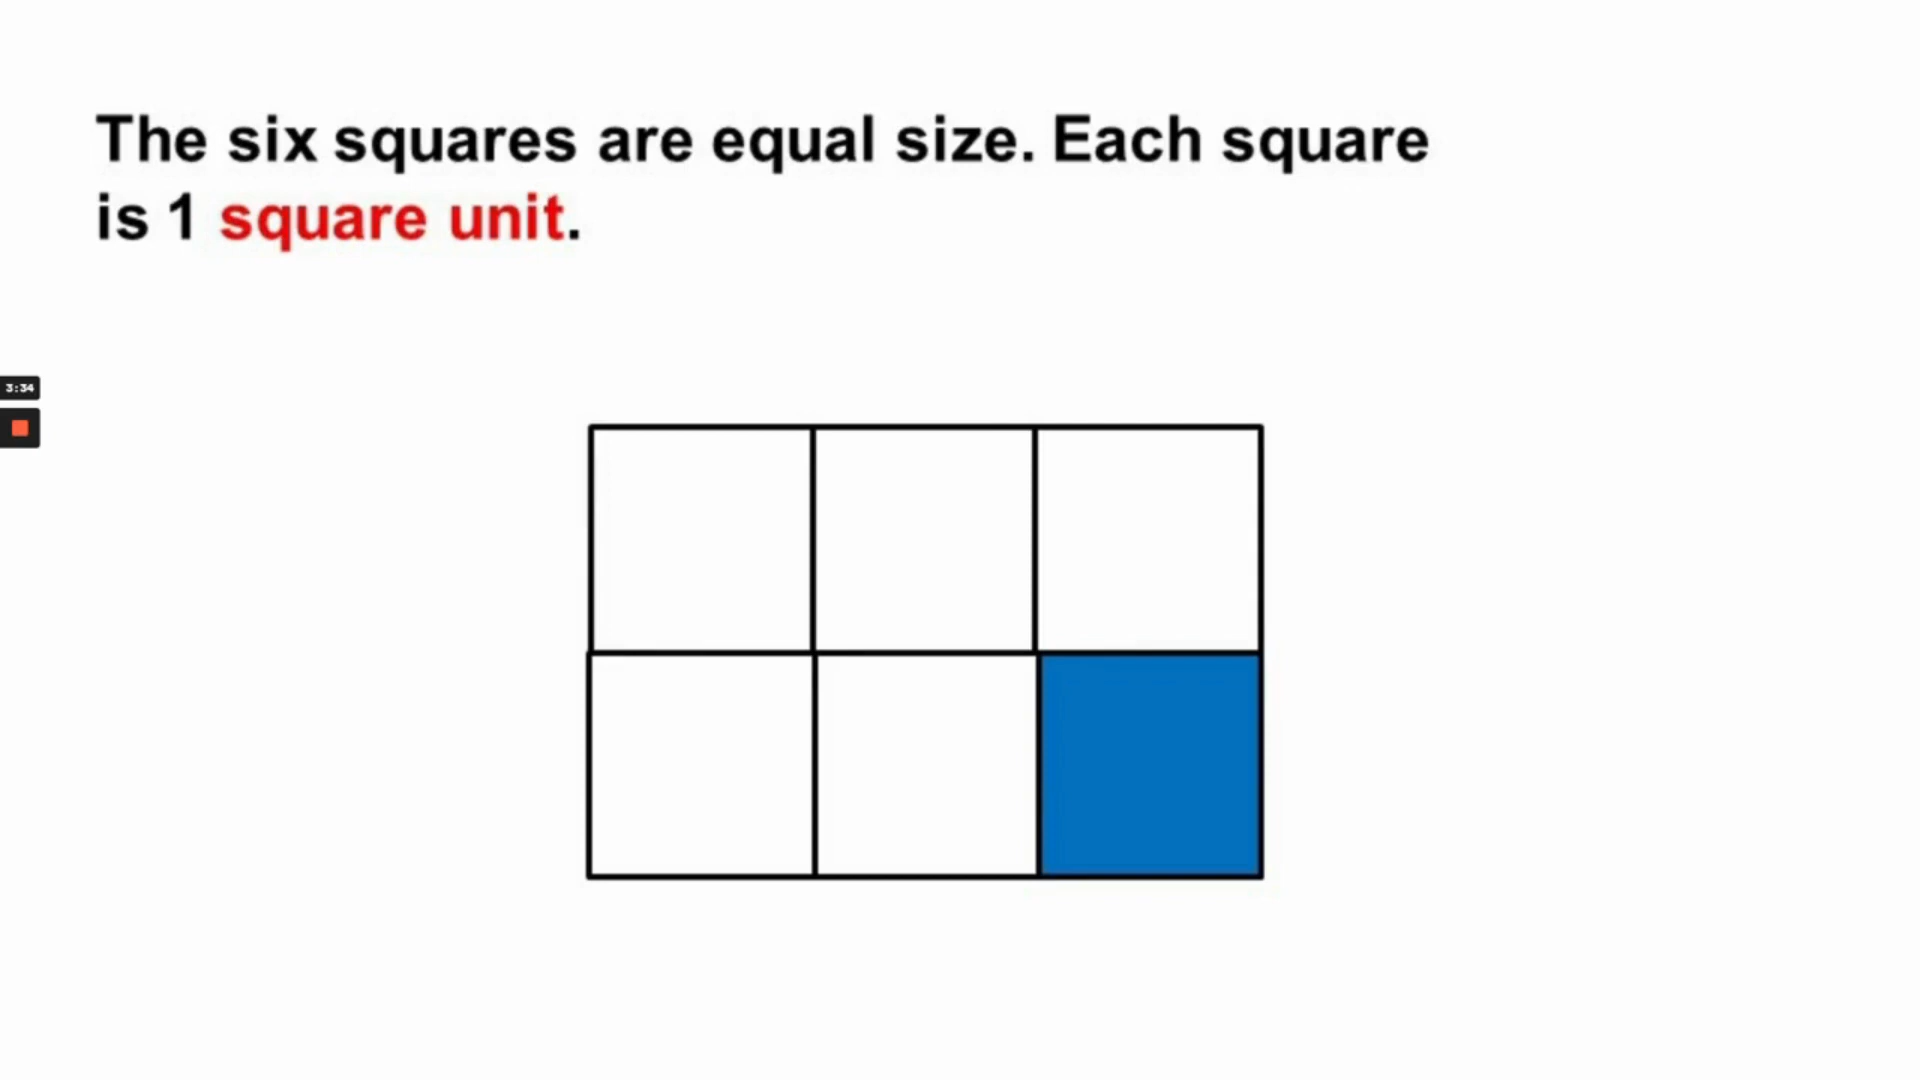 The six squares are equal size. Each square
is 1 square unit.
3:34